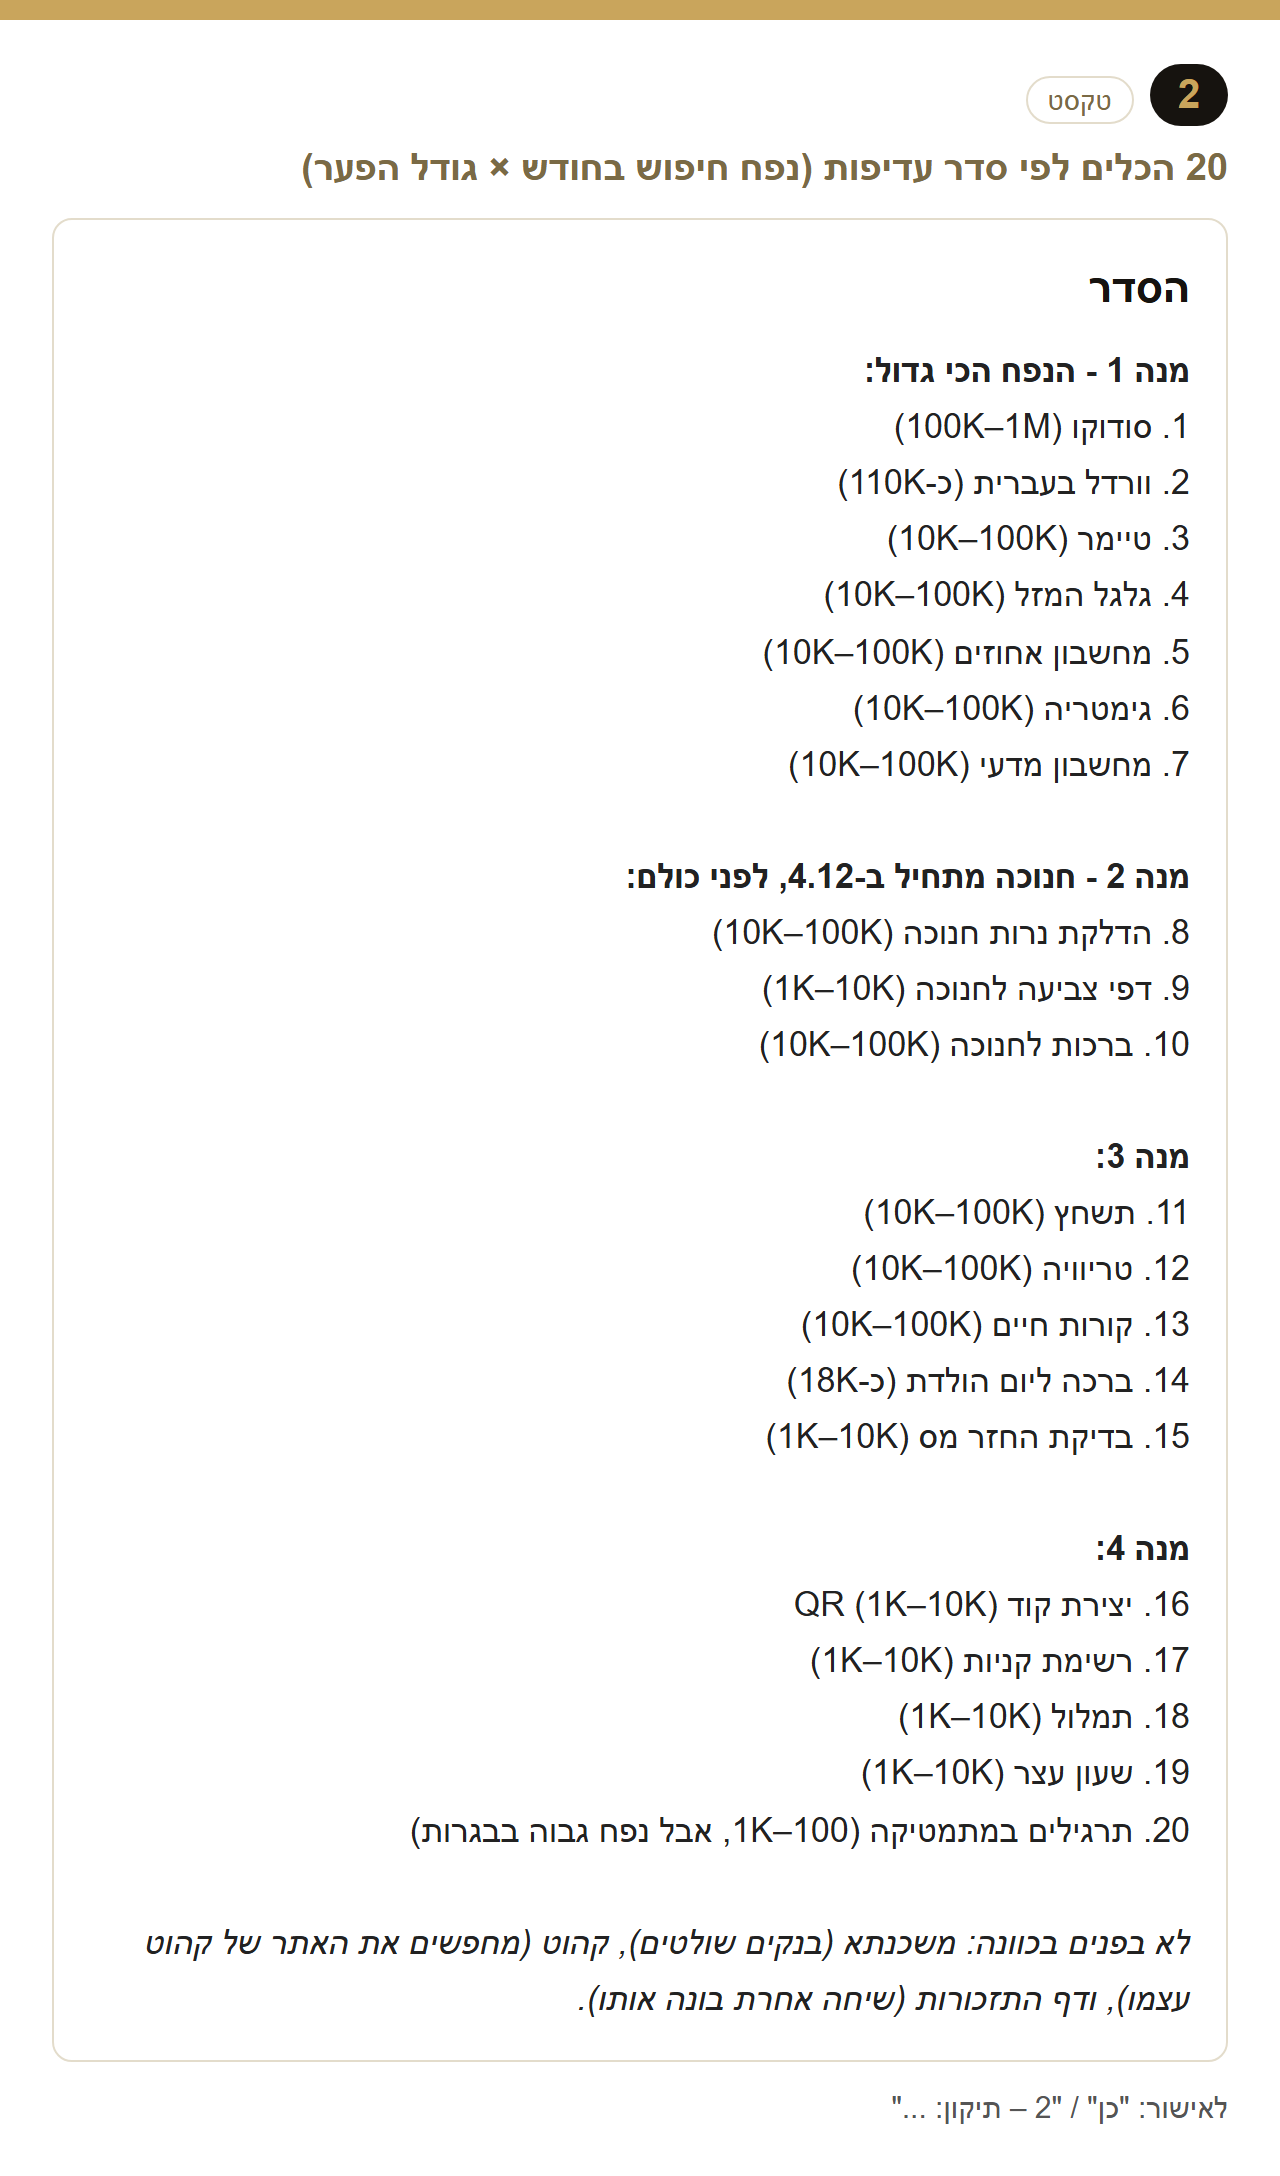 2
טקסט
20 הכלים לפי סדר עדיפות (נפח חיפוש בחודש × גודל הפער)
הסדר
מנה 1 - הנפח הכי גדול:
1. סודוקו (100K–1M)
2. וורדל בעברית (כ-110K)
3. טיימר (10K–100K)
4. גלגל המזל (10K–100K)
5. מחשבון אחוזים (10K–100K)
6. גימטריה (10K–100K)
7. מחשבון מדעי (10K–100K)
מנה 2 - חנוכה מתחיל ב-4.12, לפני כולם:
8. הדלקת נרות חנוכה (10K–100K)
9. דפי צביעה לחנוכה (1K–10K)
10. ברכות לחנוכה (10K–100K)
מנה 3:
11. תשחץ (10K–100K)
12. טריוויה (10K–100K)
13. קורות חיים (10K–100K)
14. ברכה ליום הולדת (כ-18K)
15. בדיקת החזר מס (1K–10K)
מנה 4:
16. יצירת קוד QR (1K–10K)
17. רשימת קניות (1K–10K)
18. תמלול (1K–10K)
19. שעון עצר (1K–10K)
20. תרגילים במתמטיקה (100–1K, אבל נפח גבוה בבגרות)
לא בפנים בכוונה: משכנתא (בנקים שולטים), קהוט (מחפשים את האתר של קהוט
עצמו), ודף התזכורות (שיחה אחרת בונה אותו).
לאישור: "כן" / "2 – תיקון: ..."